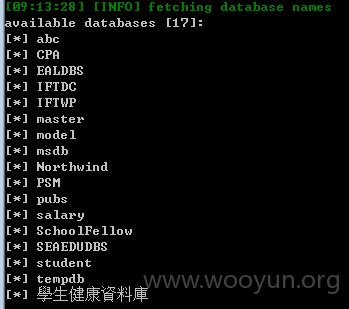 [09:13:28] [INFO] fetching database names
available databases [17]:
[*] abc
[*] CPA
[*] EALDBS
[*] IFTDC
[*] IFTWP
[*] master
[*] model
[*] msdb
[*] Northwind
[*] PSM
[*] pubs
[*] salary
[*] SchoolFellow
[*] SEAEDUDBS
[*] student
[*] tempdb
[*] 學生健康資料庫
www.wooyun.org